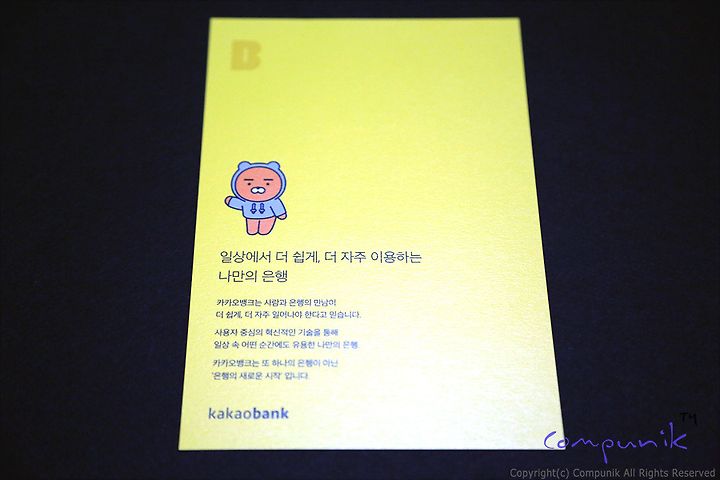 B
일상에서 더 쉽게, 더 자주 이용하는
나만의 은행
카카오뱅크는 사람과 은행의 만남이
더 쉽게, 더 자주 일어나야 한다고 믿습니다.
사용자 중심의 혁신적인 기술을 통해
일상 속 어떤 순간에도 유용한 나만의 은행
카카오뱅크는 또 하나의 은행이 아닌
'은행의 새로운 시작' 입니다.
kakaobank
compunik TM
Copyright(c) Compunik All Rights Reserved